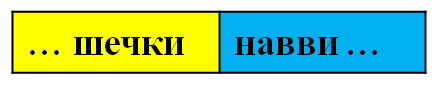 … шечки навви …